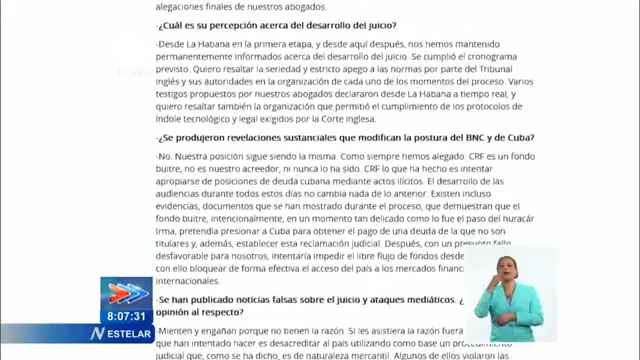 alegaciones finales de nuestros abogados.
-¿Cuál es su percepción acerca del desarrollo del juicio?
-Desde La Habana en la primera etapa, y desde aquí después, nos hemos mantenido
permanentemente informados acerca del desarrollo del juicio. Se cumplió el cronograma
previsto. Quiero resaltar la seriedad y estricto apego a las normas por parte del Tribunal
inglés y sus autoridades en la organización de cada uno de los momentos del proceso. Varios
testigos propuestos por nuestros abogados declararon desde La Habana a tiempo real, y
quiero resaltar también la organización que permitió el cumplimiento de los protocolos de
índole tecnológico y legal exigidos por la Corte inglesa.
-¿Se produjeron revelaciones sustanciales que modifican la postura del BNC y de Cuba?
-No. Nuestra posición sigue siendo la misma. Como siempre hemos alegado. CRF es un fondo
buitre, no es nuestro acreedor, ni nunca lo ha sido. CRF lo que ha hecho es intentar
apropiarse de posiciones de deuda cubana mediante actos ilícitos. El desarrollo de las
audiencias durante todos estos días no cambia nada de lo anterior. Existen incluso
evidencias, documentos que se han mostrado durante el proceso, que demuestran que el
fondo buitre, intencionalmente, en un momento tan delicado como lo fue el paso del huracár
Irma, pretendía presionar a Cuba para obtener el pago de una deuda de la que no son
titulares y, además, establecer esta reclamación judicial. Después, con un presunto fallo
desfavorable para nosotros, intentaría impedir el libre flujo de fondos desde
con ello bloquear de forma efectiva el acceso del país a los mercados financ
internacionales.
-Se han publicado noticias falsas sobre el juicio y ataques mediáticos. ¿
opinión al respecto?
-Mienten y engañan porque no tienen la razón. Si les asistiera la razón fuera
que han intentado hacer es desacreditar al país utilizando como base un procedimiento
judicial que, como se ha dicho, es de naturaleza mercantil. Algunos de ellos violaron las
8:07:31
N ESTELAR